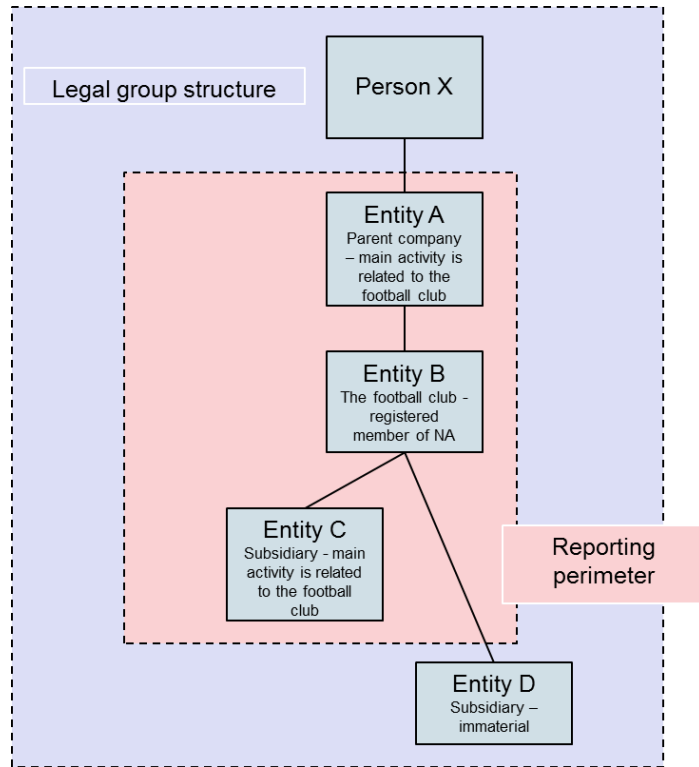 Legal group structure
Person X
Entity A
Parent company
– main activity is
related to the
football club
Entity B
The football club -
registered
member of NA
Entity C
Subsidiary - main
activity is related
to the football
club
Reporting
perimeter
Entity D
Subsidiary –
immaterial